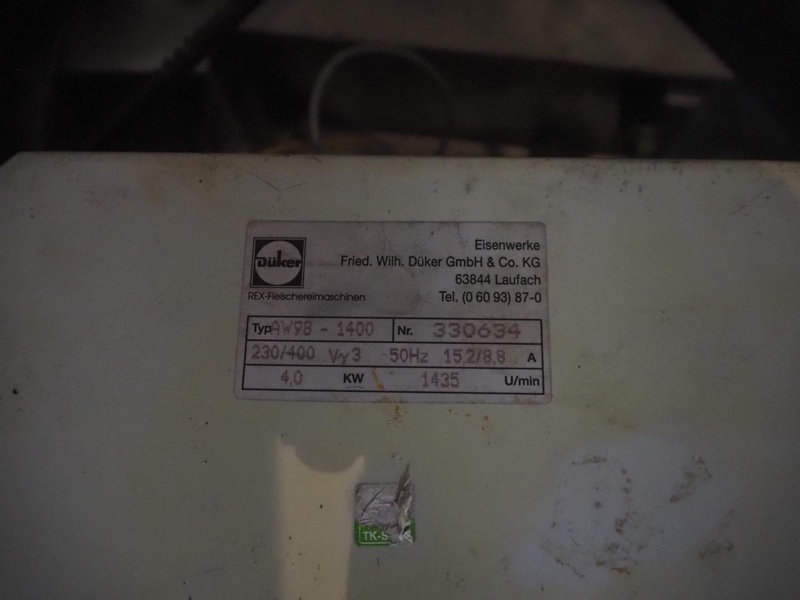 Düker
REX-Fleischereimaschinen
Eisenwerke
Fried. Wilh. Düker GmbH & Co. KG
63844 Laufach
Tel. (0 60 93) 87-0
Typ AW98 - 1400 Nr. 330634
230/400 V~3 50Hz 15,2/8,8 A
4,0 KW 1435 U/min